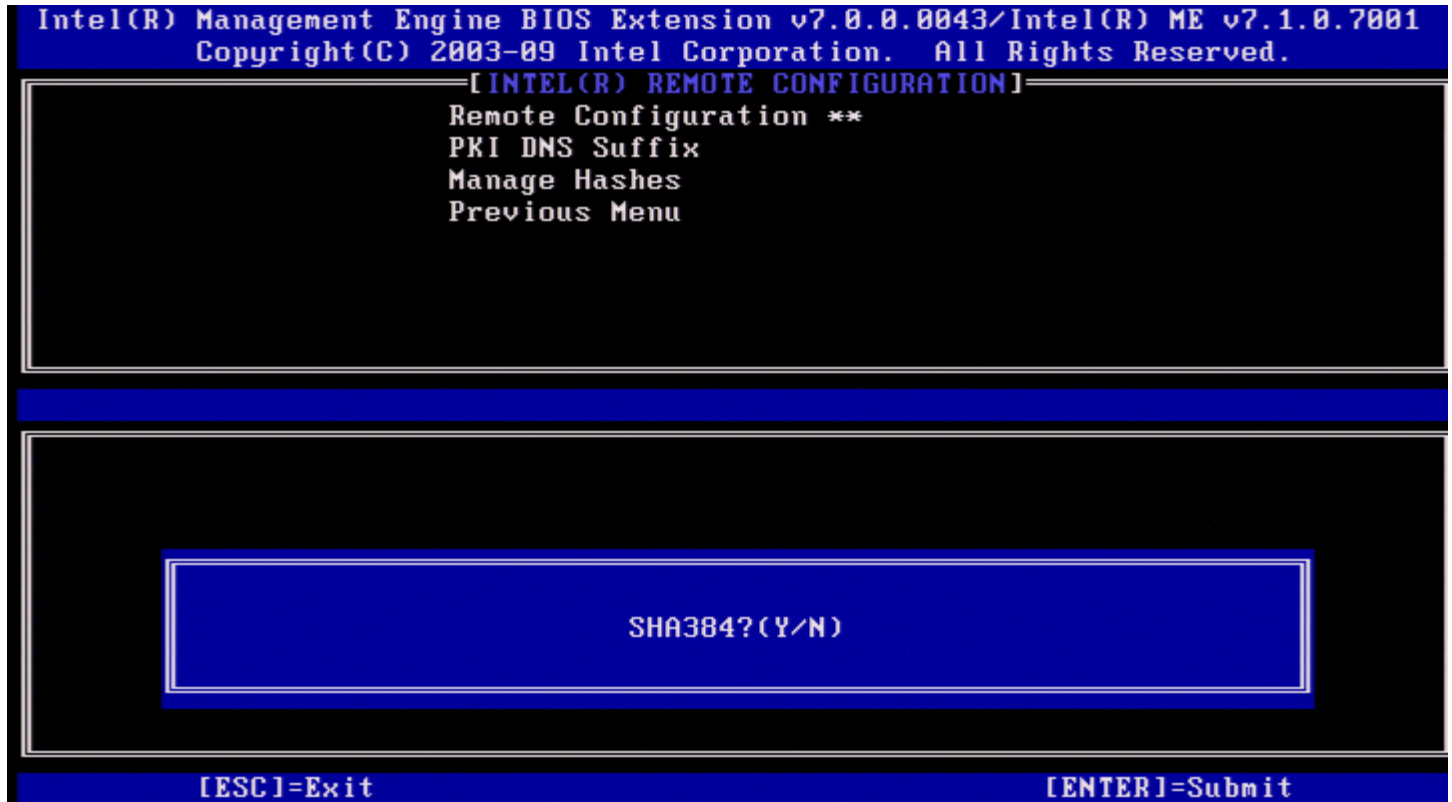 Intel(R) Management Engine BIOS Extension v7.0.0.0043/Intel(R) ME v7.1.0.7001
Copyright(C) 2003-09 Intel Corporation. All Rights Reserved.
[INTEL(R) REMOTE CONFIGURATION]
Remote Configuration **
PKI DNS Suffix
Manage Hashes
Previous Menu
SHA384?(Y/N)
[ESC]=Exit [ENTER]=Submit